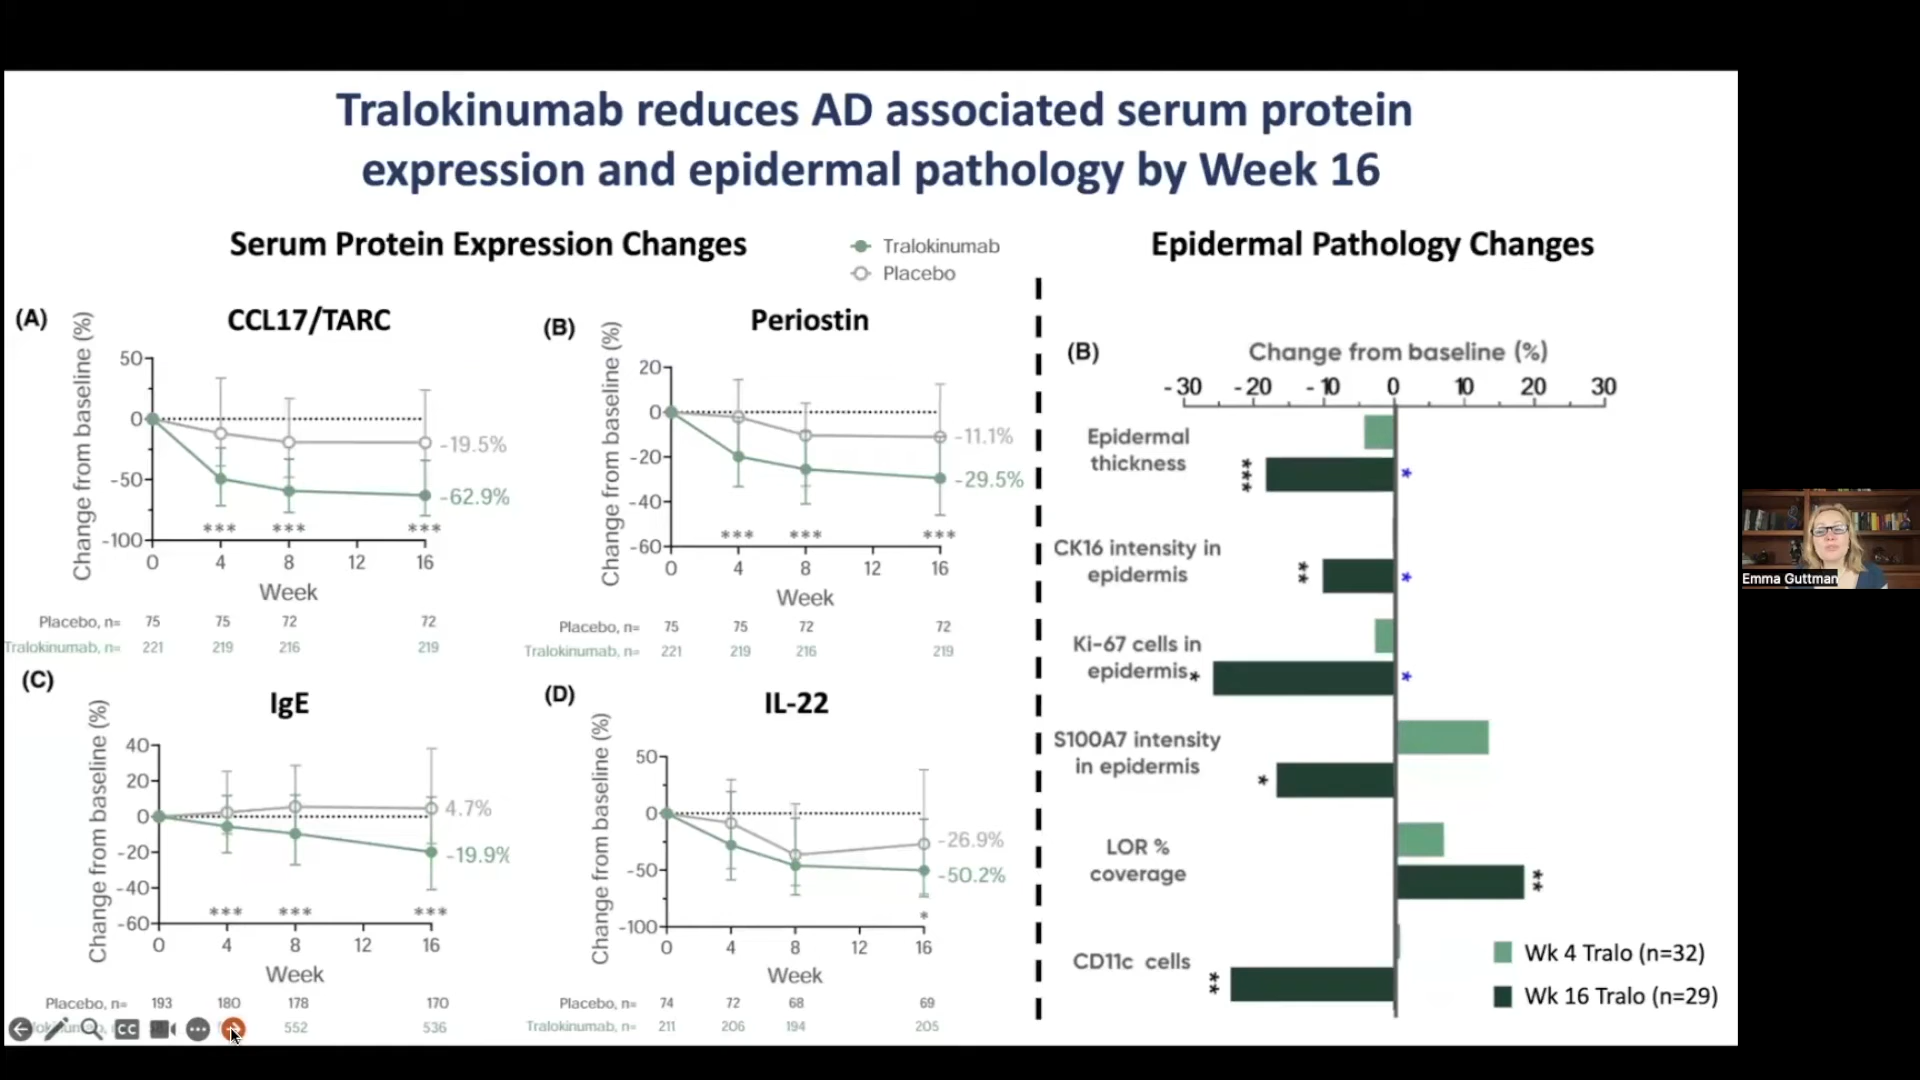 Tralokinumab reduces AD associated serum protein
expression and epidermal pathology by Week 16
Serum Protein Expression Changes
Tralokinumab
Placebo
Epidermal Pathology Changes
(A)
CCL17/TARC
Change from baseline (%)
50
0
-50
-100
-19.5%
-62.9%
*** *** ***
0 4 8 12 16
Week
Placebo, n= 75 75 72 72
Tralokinumab, n= 221 219 216 219
(B)
Periostin
Change from baseline (%)
20
0
-20
-40
-60
-11.1%
-29.5%
*** *** ***
0 4 8 12 16
Week
Placebo, n= 75 75 72 72
Tralokinumab, n= 221 219 216 219
(C)
IgE
Change from baseline (%)
40
20
0
-20
-40
-60
4.7%
-19.9%
*** *** ***
0 4 8 12 16
Week
Placebo, n= 193 180 178 170
552 536
(D)
IL-22
Change from baseline (%)
50
0
-50
-100
-26.9%
-50.2%
*
0 4 8 12 16
Week
Placebo, n= 74 72 68 69
Tralokinumab, n= 211 206 194 205
(B)
Change from baseline (%)
-30 -20 -10 0 10 20 30
Epidermal
thickness
*** *
CK16 intensity in
epidermis
** *
Ki-67 cells in
epidermis
* *
S100A7 intensity
in epidermis
*
LOR %
coverage
**
CD11c cells
**
Wk 4 Tralo (n=32)
Wk 16 Tralo (n=29)
CC
Emma Guttman